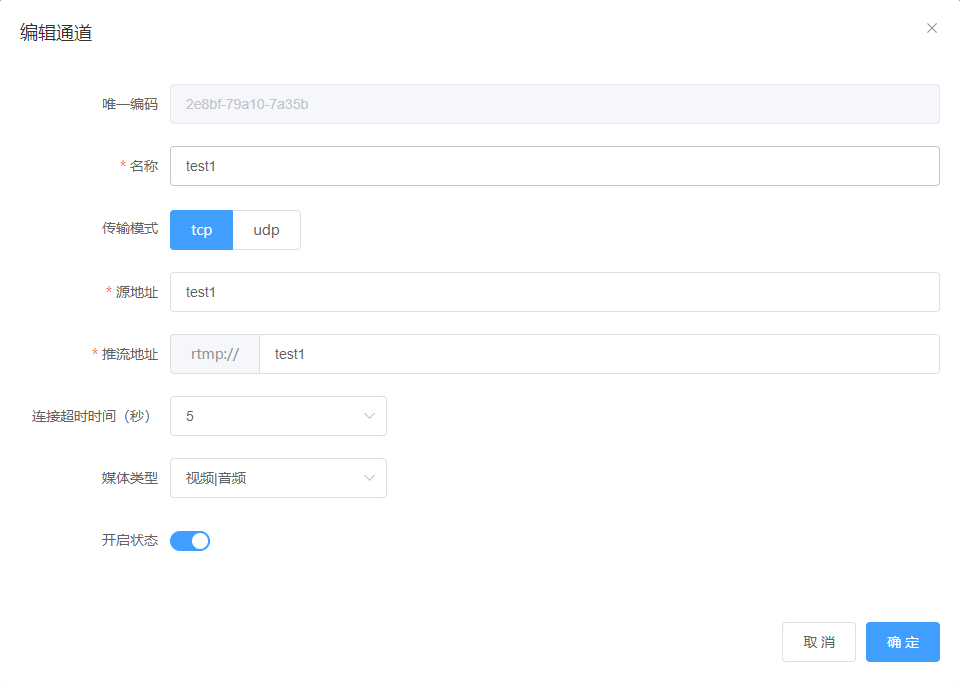 编辑通道
唯一编码 2e8bf-79a10-7a35b
* 名称 test1
传输模式 tcp udp
* 源地址 test1
* 推流地址 rtmp:// test1
连接超时时间（秒） 5
媒体类型 视频|音频
开启状态
取 消 确 定